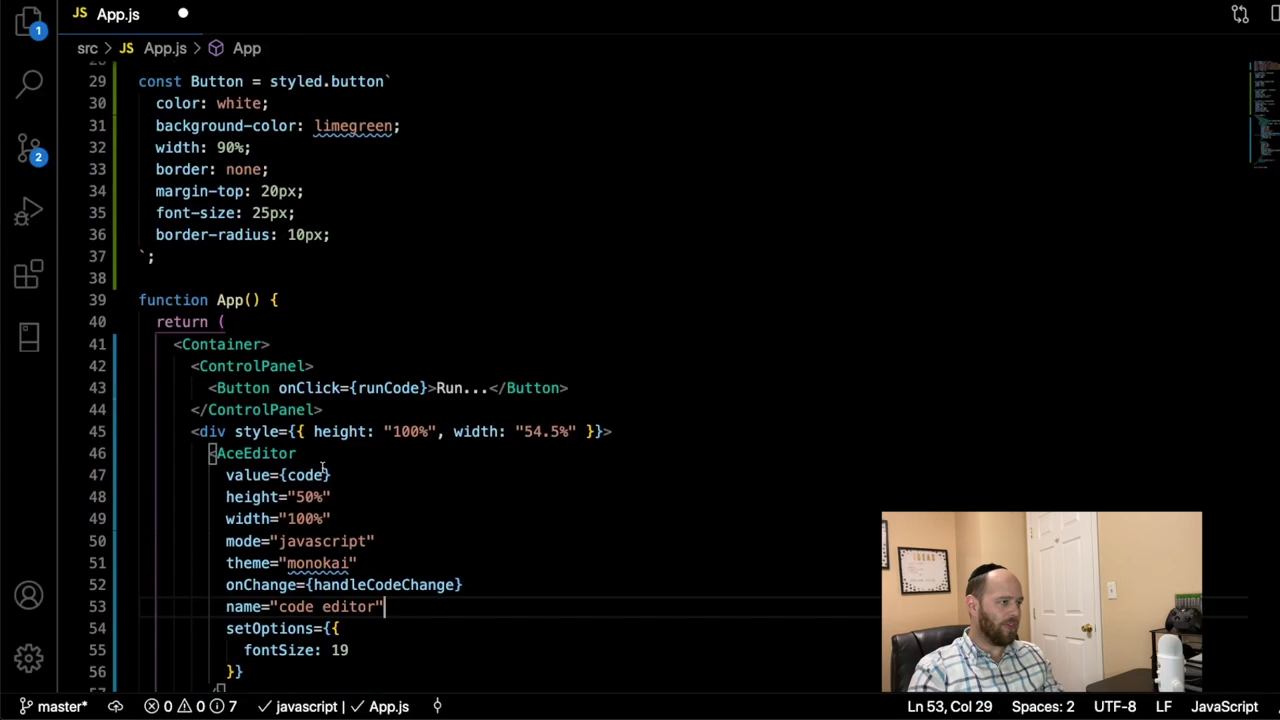 1
JS App.js
src > JS App.js > App
29 const Button = styled.button`
30 color: white;
31 background-color: limegreen;
32 width: 90%;
33 border: none;
34 margin-top: 20px;
35 font-size: 25px;
36 border-radius: 10px;
37 `;
38
39 function App() {
40 return (
41 <Container>
42 <ControlPanel>
43 <Button onClick={runCode}>Run...</Button>
44 </ControlPanel>
45 <div style={{ height: "100%", width: "54.5%" }}>
46 <AceEditor
47 value={code}
48 height="50%"
49 width="100%"
50 mode="javascript"
51 theme="monokai"
52 onChange={handleCodeChange}
53 name="code editor"
54 setOptions={{
55 fontSize: 19
56 }}
2
master* 0 0 7 javascript | App.js Ln 53, Col 29 Spaces: 2 UTF-8 LF JavaScript